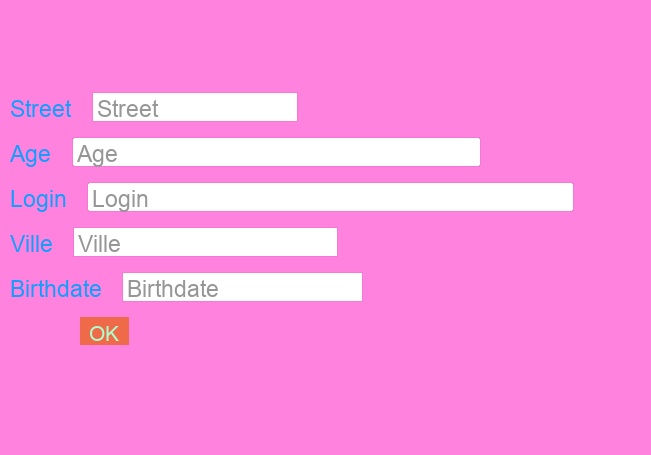 Street Street
Age Age
Login Login
Ville Ville
Birthdate Birthdate
OK